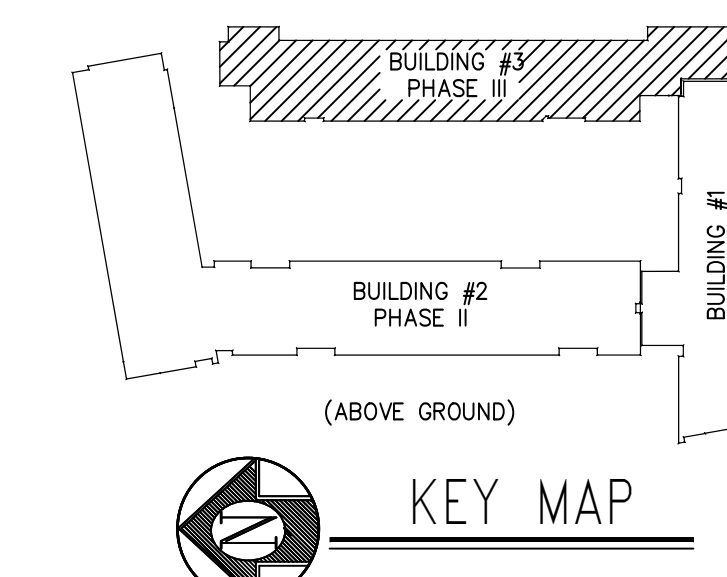 BUILDING #3
PHASE III
BUILDING #1
BUILDING #2
PHASE II
(ABOVE GROUND)
KEY MAP
N